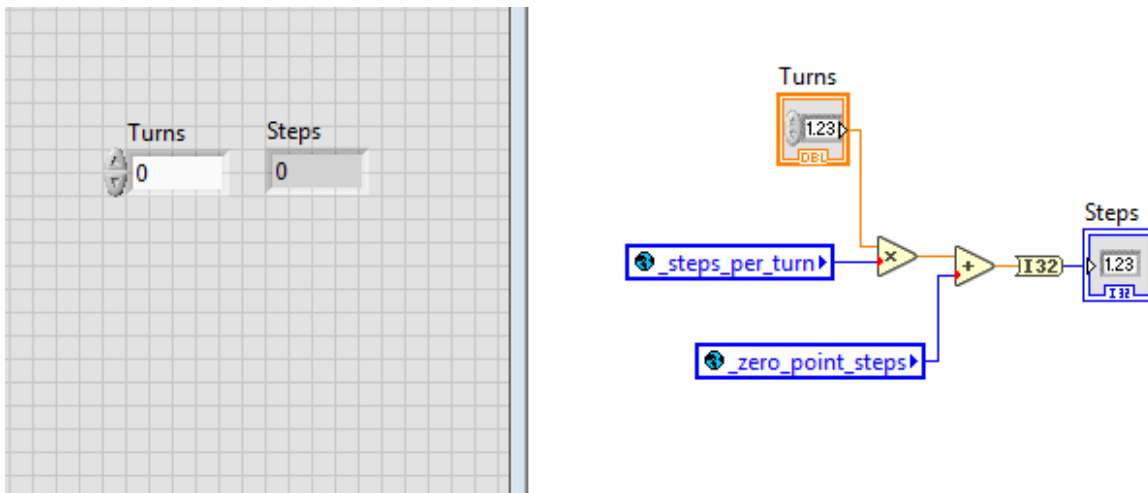 Turns
Steps
0
0
Turns
1.23
DBL
_steps_per_turn
×
+
I32
Steps
1.23
I32
_zero_point_steps